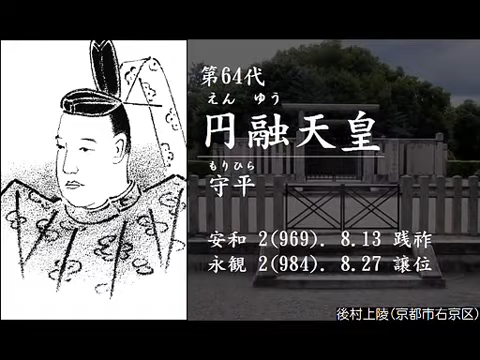 第64代
えん ゆう
円融天皇
もりひら
守平
安和 2(969). 8.13 践祚
永観 2(984). 8.27 譲位
後村上陵(京都市右京区)